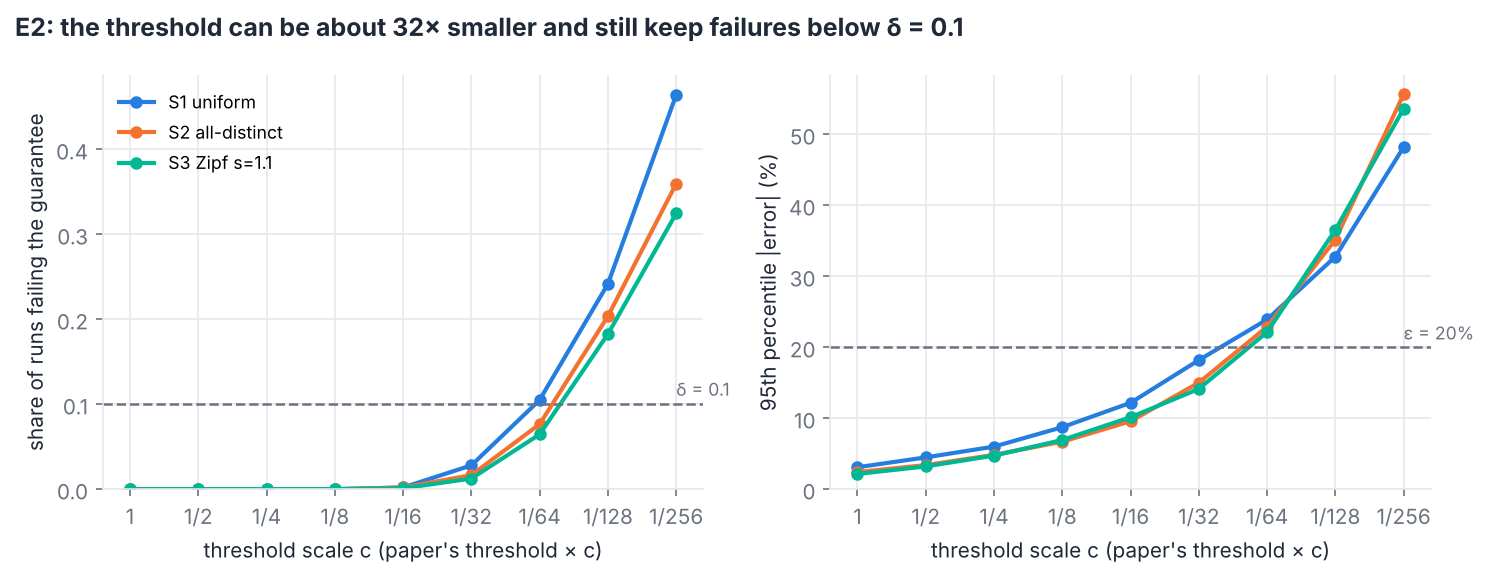 E2: the threshold can be about 32× smaller and still keep failures below δ = 0.1
share of runs failing the guarantee
S1 uniform
S2 all-distinct
S3 Zipf s=1.1
0.4
0.3
0.2
0.1
0.0
δ = 0.1
1 1/2 1/4 1/8 1/16 1/32 1/64 1/128 1/256
threshold scale c (paper's threshold × c)
95th percentile |error| (%)
50
40
30
20
10
0
ε = 20%
1 1/2 1/4 1/8 1/16 1/32 1/64 1/128 1/256
threshold scale c (paper's threshold × c)